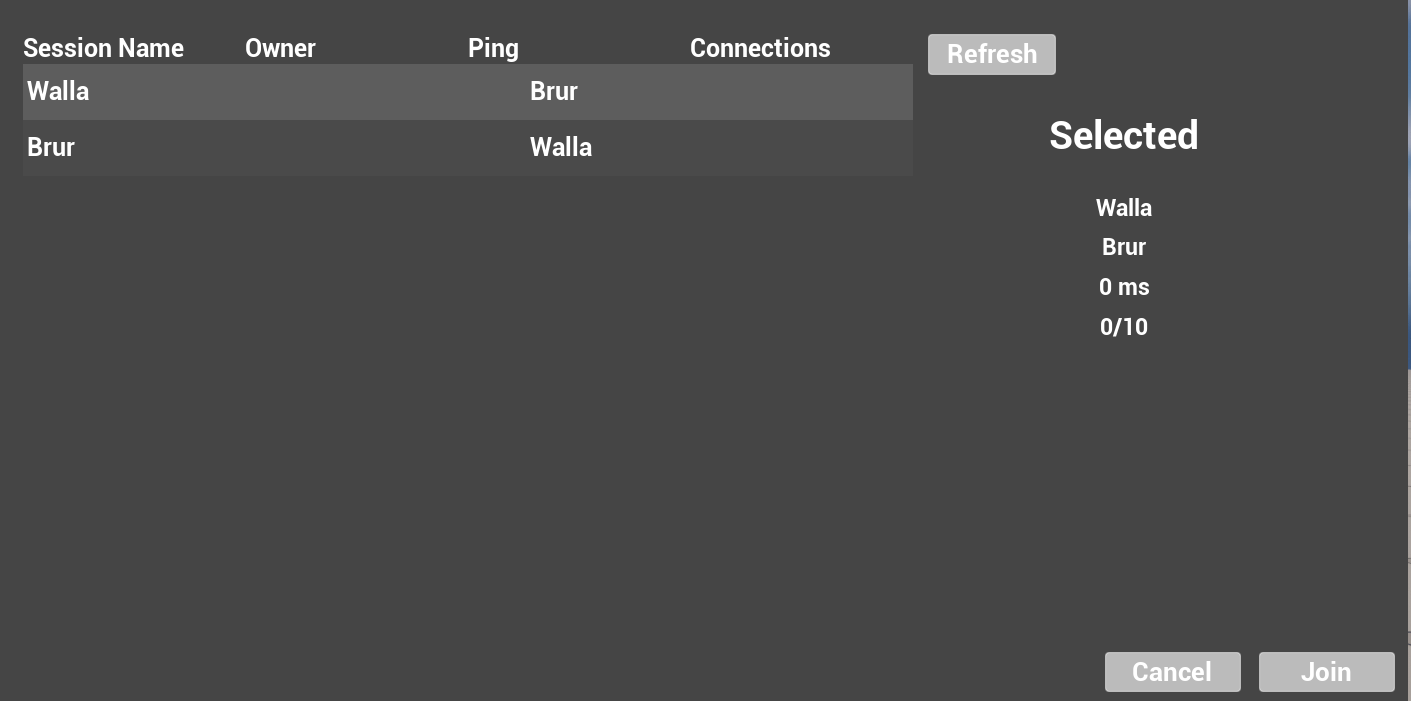 Session Name Owner Ping Connections
Refresh
Walla Brur
Brur Walla
Selected
Walla
Brur
0 ms
0/10
Cancel Join